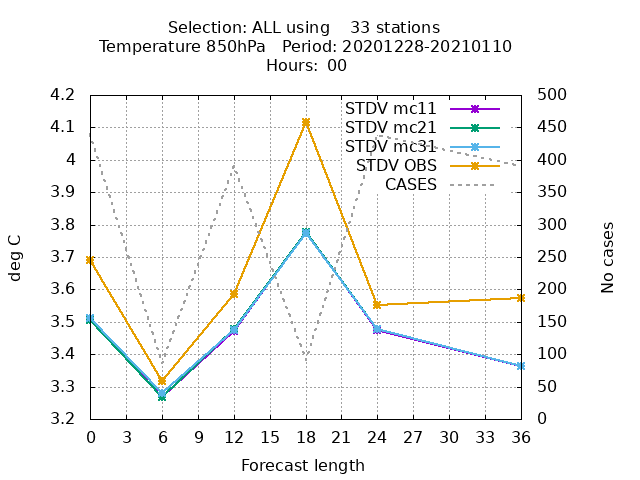 Selection: ALL using 33 stations
Temperature 850hPa Period: 20201228-20210110
Hours: 00
STDV mc11
STDV mc21
STDV mc31
STDV OBS
CASES
4.2
4.1
4
3.9
3.8
3.7
3.6
3.5
3.4
3.3
3.2
500
450
400
350
300
250
200
150
100
50
0
deg C
No cases
0 3 6 9 12 15 18 21 24 27 30 33 36
Forecast length